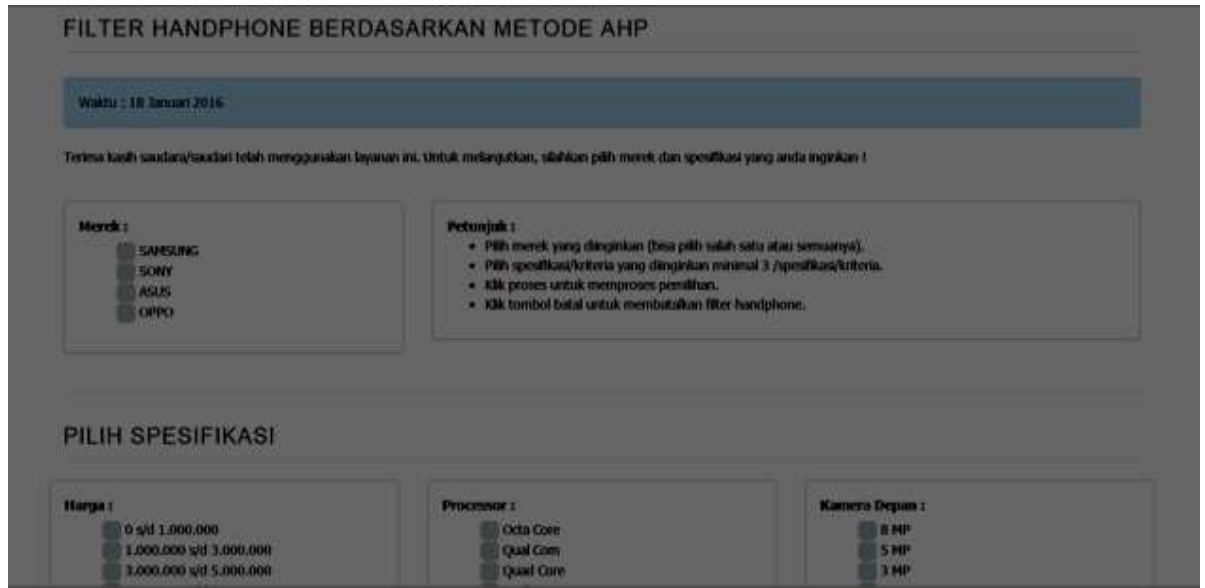 FILTER HANDPHONE BERDASARKAN METODE AHP
Waktu : 18 Januari 2016
Terima kasih saudara/saudari telah menggunakan layanan ini. Untuk melanjutkan, silahkan pilih merek dan spesifikasi yang anda inginkan !
Merek :
SAMSUNG
SONY
ASUS
OPPO
Petunjuk :
• Pilih merek yang diinginkan (bisa pilih salah satu atau semuanya).
• Pilih spesifikasi/kriteria yang diinginkan minimal 3 /spesifikasi/kriteria.
• Klik proses untuk memproses pemilihan.
• Klik tombol batal untuk membatalkan filter handphone.
PILIH SPESIFIKASI
Harga :
0 s/d 1.000.000
1.000.000 s/d 3.000.000
3.000.000 s/d 5.000.000
Processor :
Octa Core
Qual Com
Quad Core
Kamera Depan :
8 MP
5 MP
3 MP